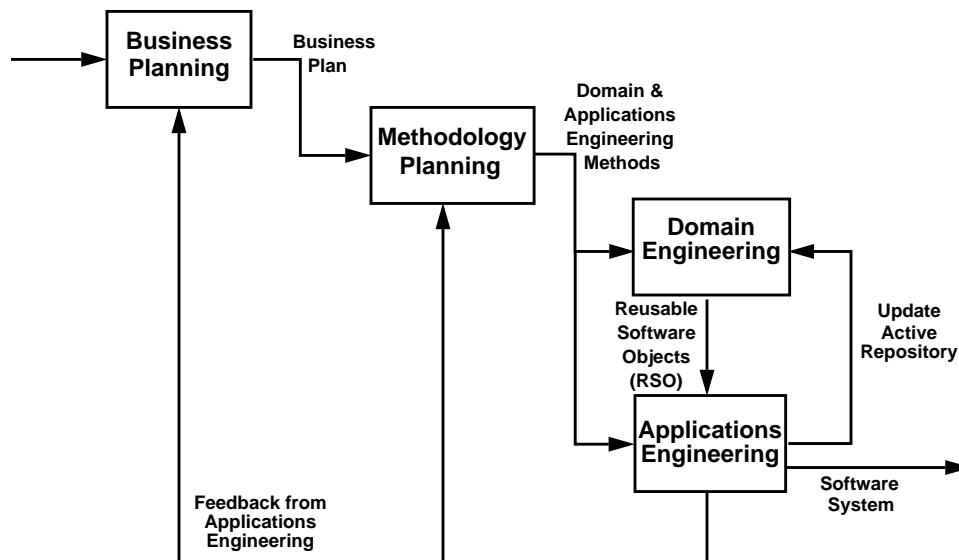 Business
Planning
Business
Plan
Methodology
Planning
Domain &
Applications
Engineering
Methods
Domain
Engineering
Reusable
Software
Objects
(RSO)
Update
Active
Repository
Applications
Engineering
Software
System
Feedback from
Applications
Engineering